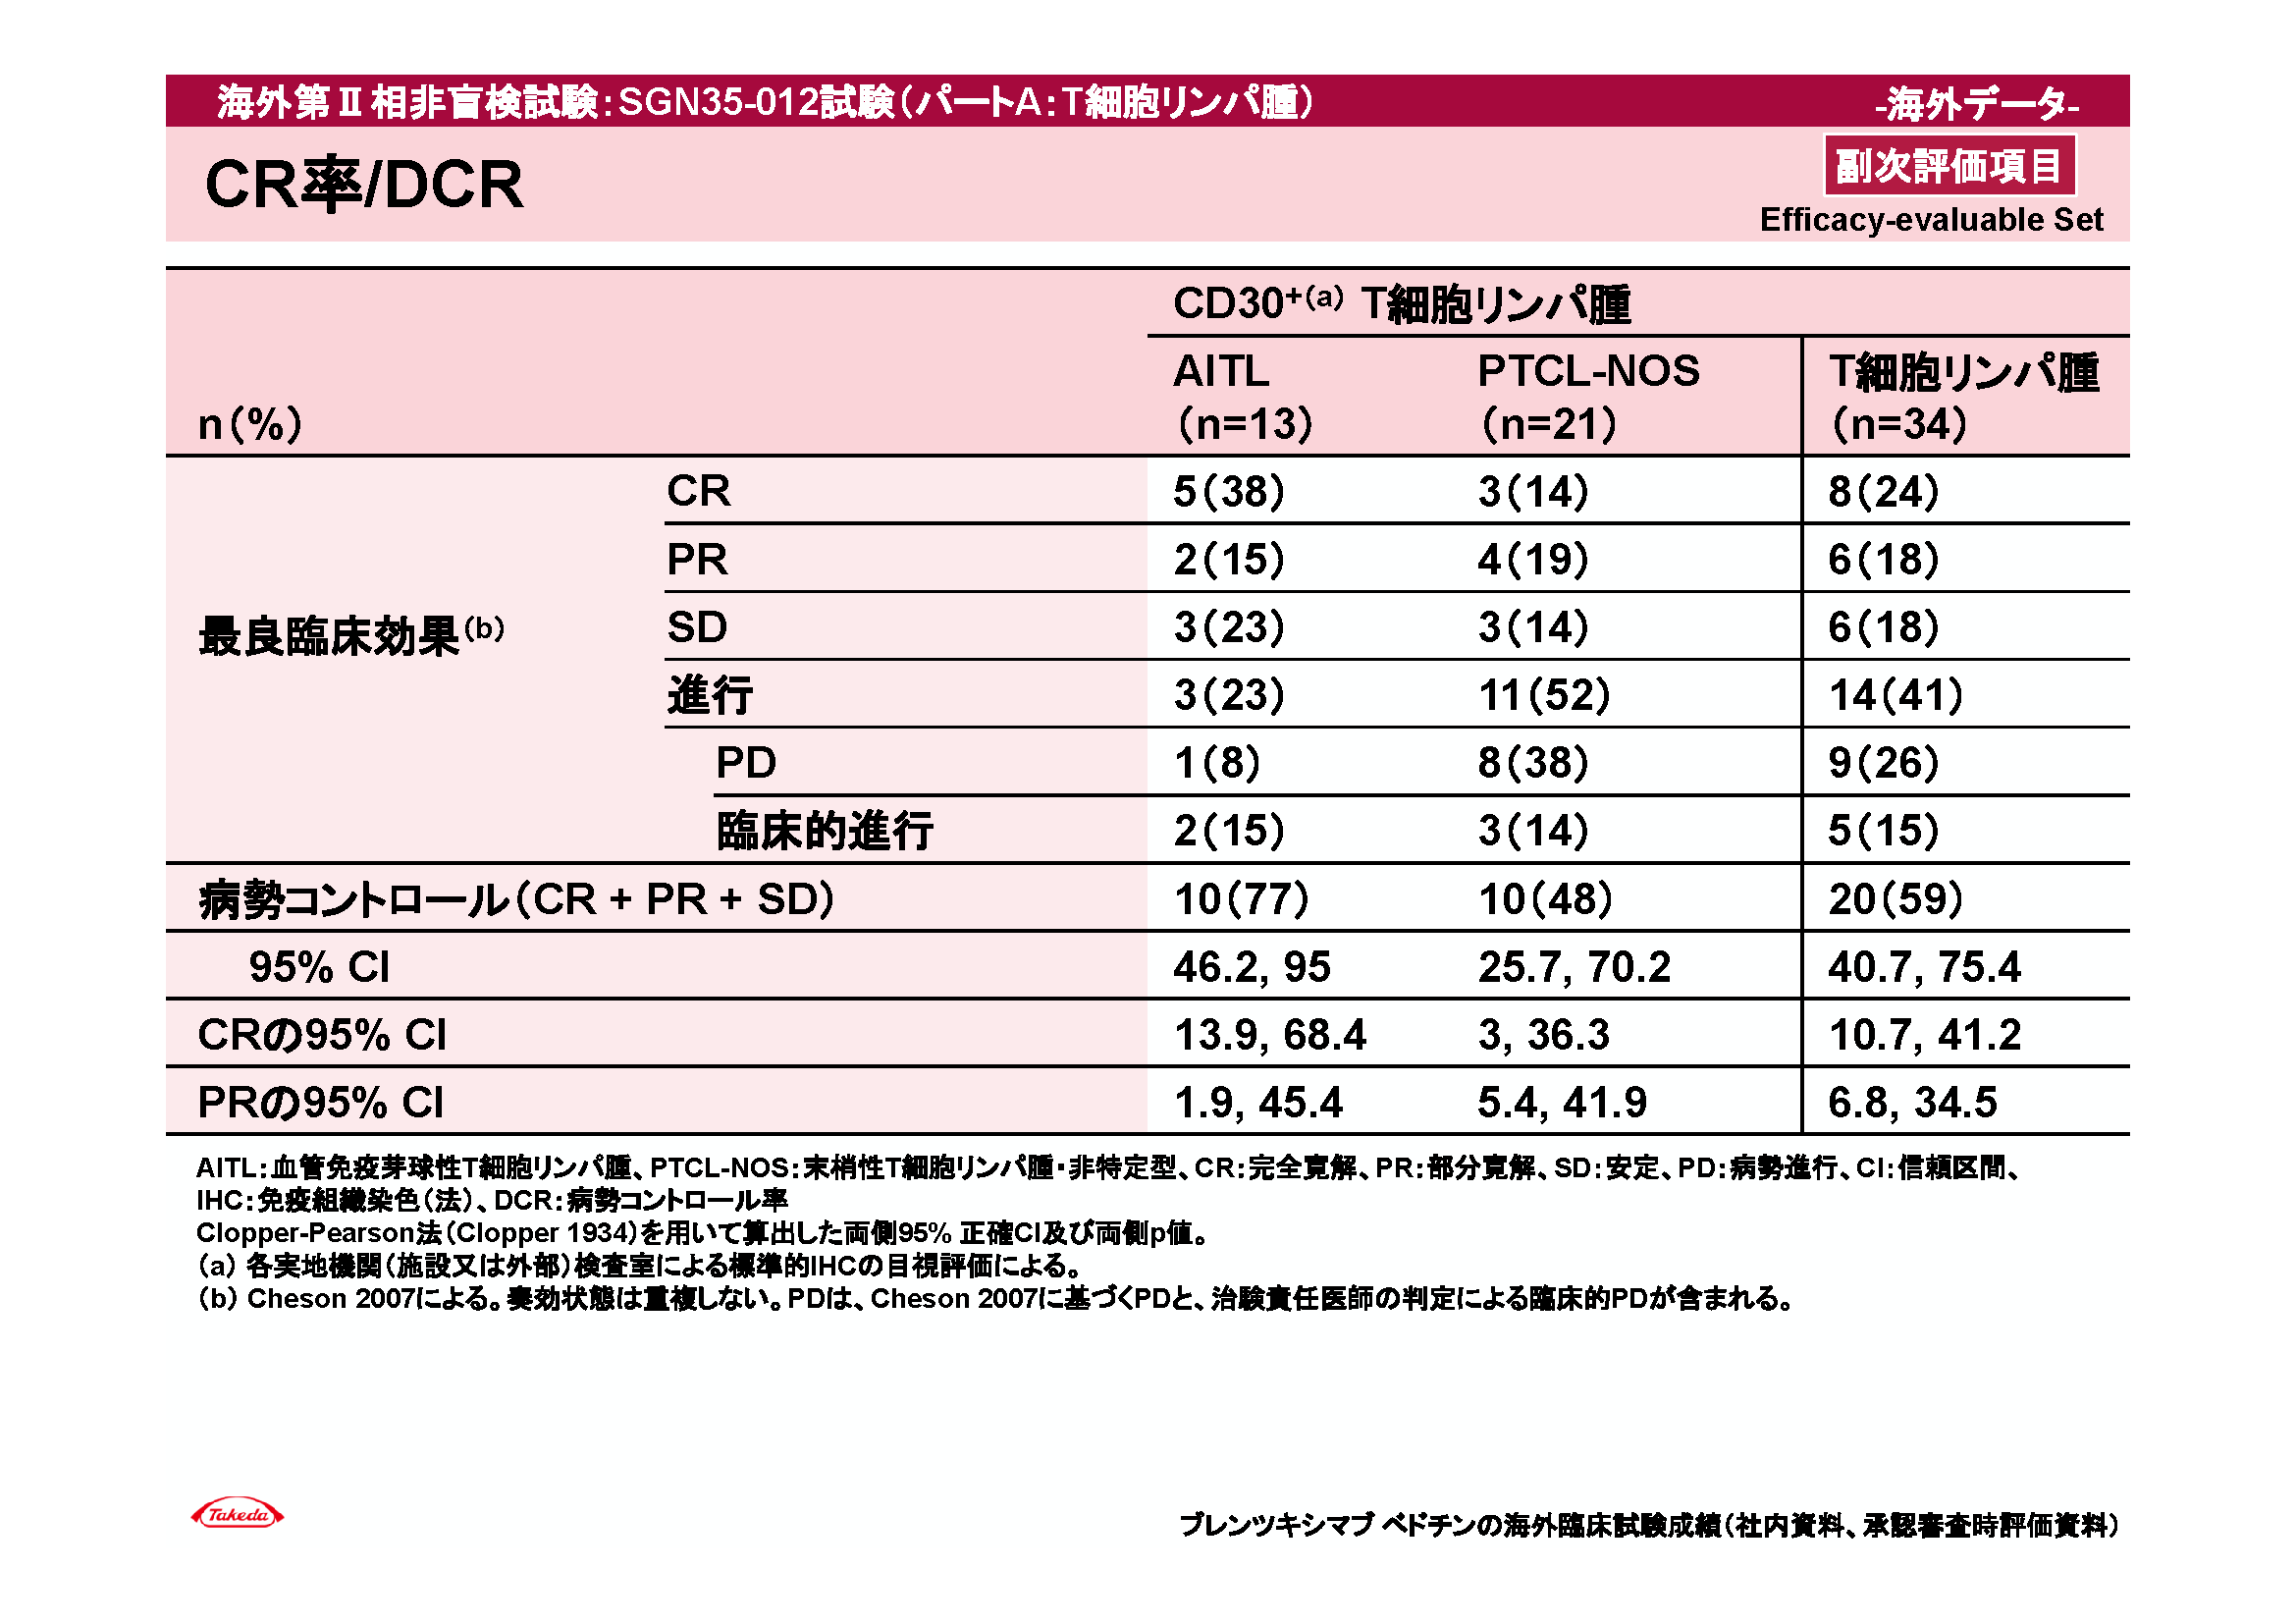 海外第Ⅱ相非盲検試験：SGN35-012試験（パートA：T細胞リンパ腫） -海外データ-
CR率/DCR
副次評価項目
Efficacy-evaluable Set
CD30+（a） T細胞リンパ腫
AITL PTCL-NOS T細胞リンパ腫
n（%） （n=13） （n=21） （n=34）
CR 5（38） 3（14） 8（24）
PR 2（15） 4（19） 6（18）
最良臨床効果（b） SD 3（23） 3（14） 6（18）
進行 3（23） 11（52） 14（41）
PD 1（8） 8（38） 9（26）
臨床的進行 2（15） 3（14） 5（15）
病勢コントロール（CR + PR + SD） 10（77） 10（48） 20（59）
95% CI 46.2, 95 25.7, 70.2 40.7, 75.4
CRの95% CI 13.9, 68.4 3, 36.3 10.7, 41.2
PRの95% CI 1.9, 45.4 5.4, 41.9 6.8, 34.5
AITL：血管免疫芽球性T細胞リンパ腫、PTCL-NOS：末梢性T細胞リンパ腫・非特定型、CR：完全寛解、PR：部分寛解、SD：安定、PD：病勢進行、CI：信頼区間、
IHC：免疫組織染色（法）、DCR：病勢コントロール率
Clopper-Pearson法（Clopper 1934）を用いて算出した両側95% 正確CI及び両側p値。
（a） 各実地機関（施設又は外部）検査室による標準的IHCの目視評価による。
（b） Cheson 2007による。奏効状態は重複しない。PDは、Cheson 2007に基づくPDと、治験責任医師の判定による臨床的PDが含まれる。
Takeda
ブレンツキシマブ ベドチンの海外臨床試験成績（社内資料、承認審査時評価資料）